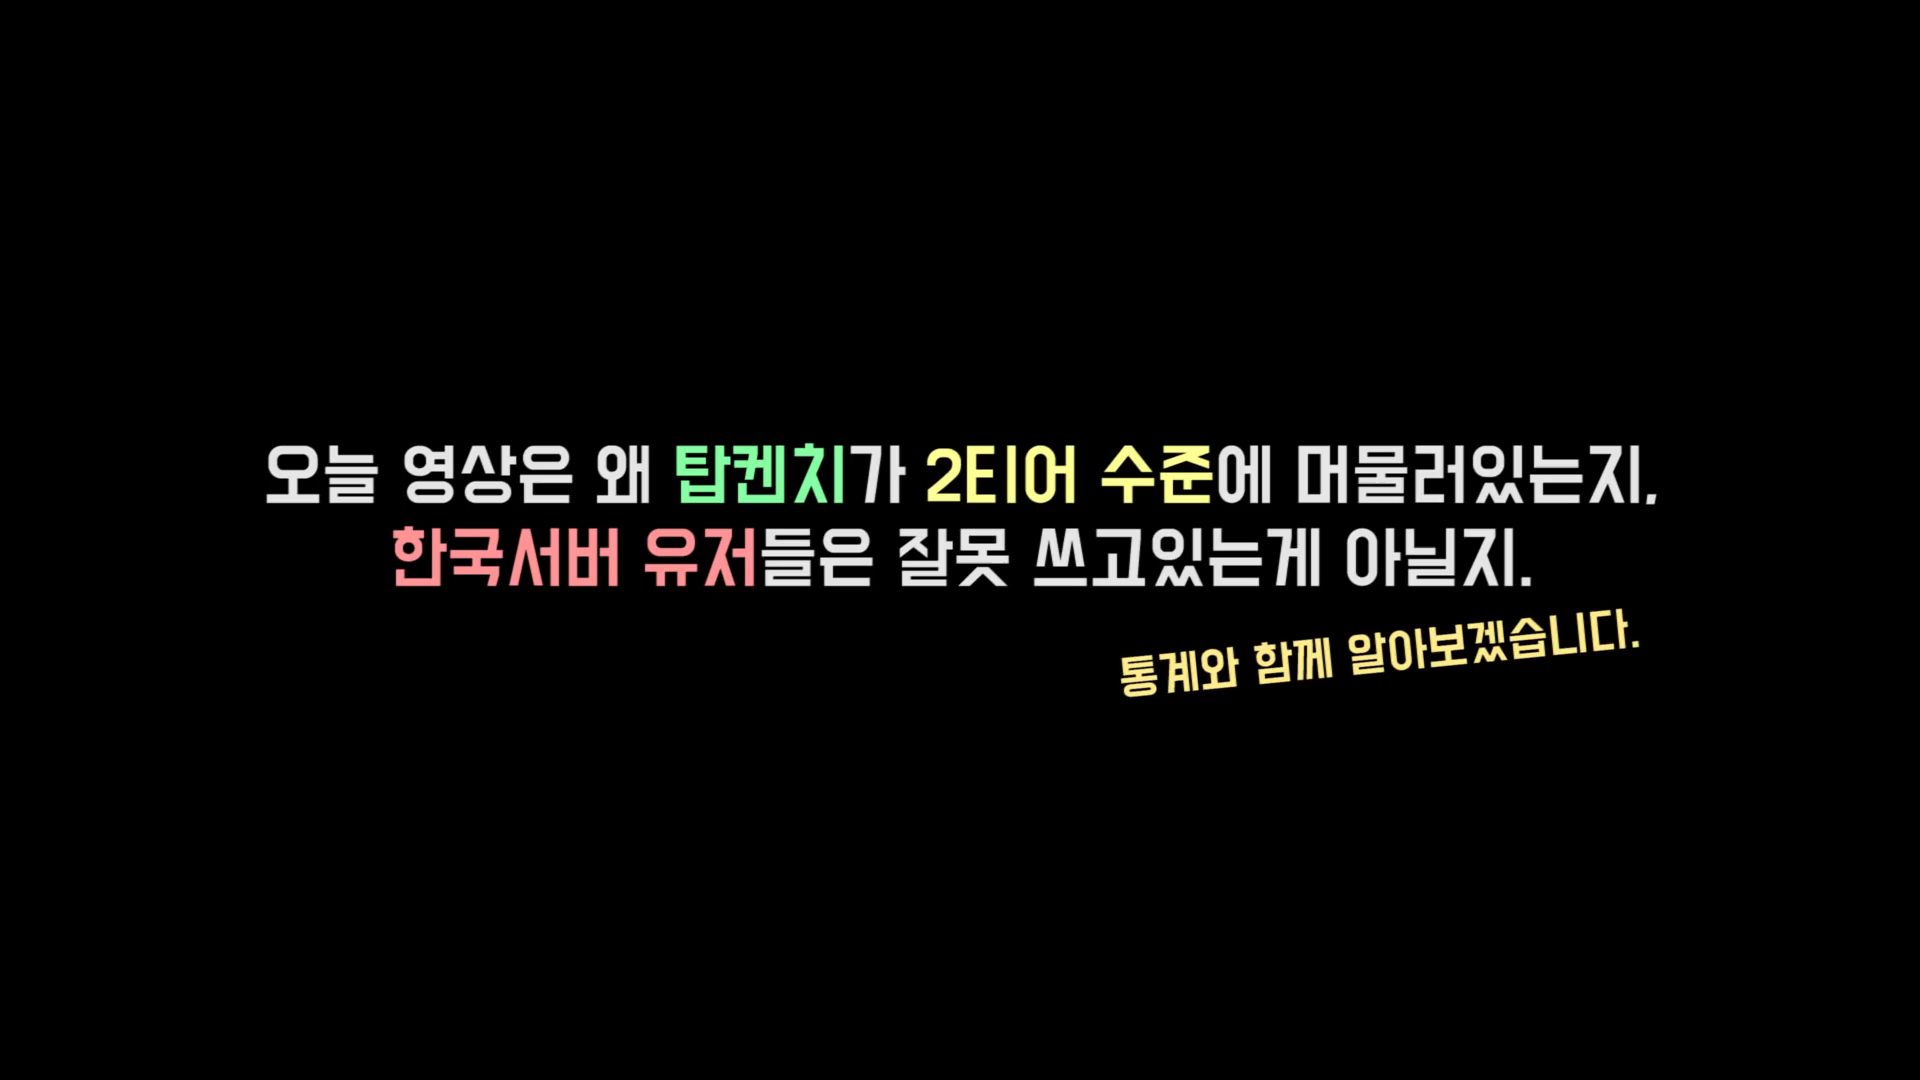 오늘 영상은 왜 탑켄치가 2티어 수준에 머물러있는지,
한국서버 유저들은 잘못 쓰고있는게 아닐지.
통계와 함께 알아보겠습니다.